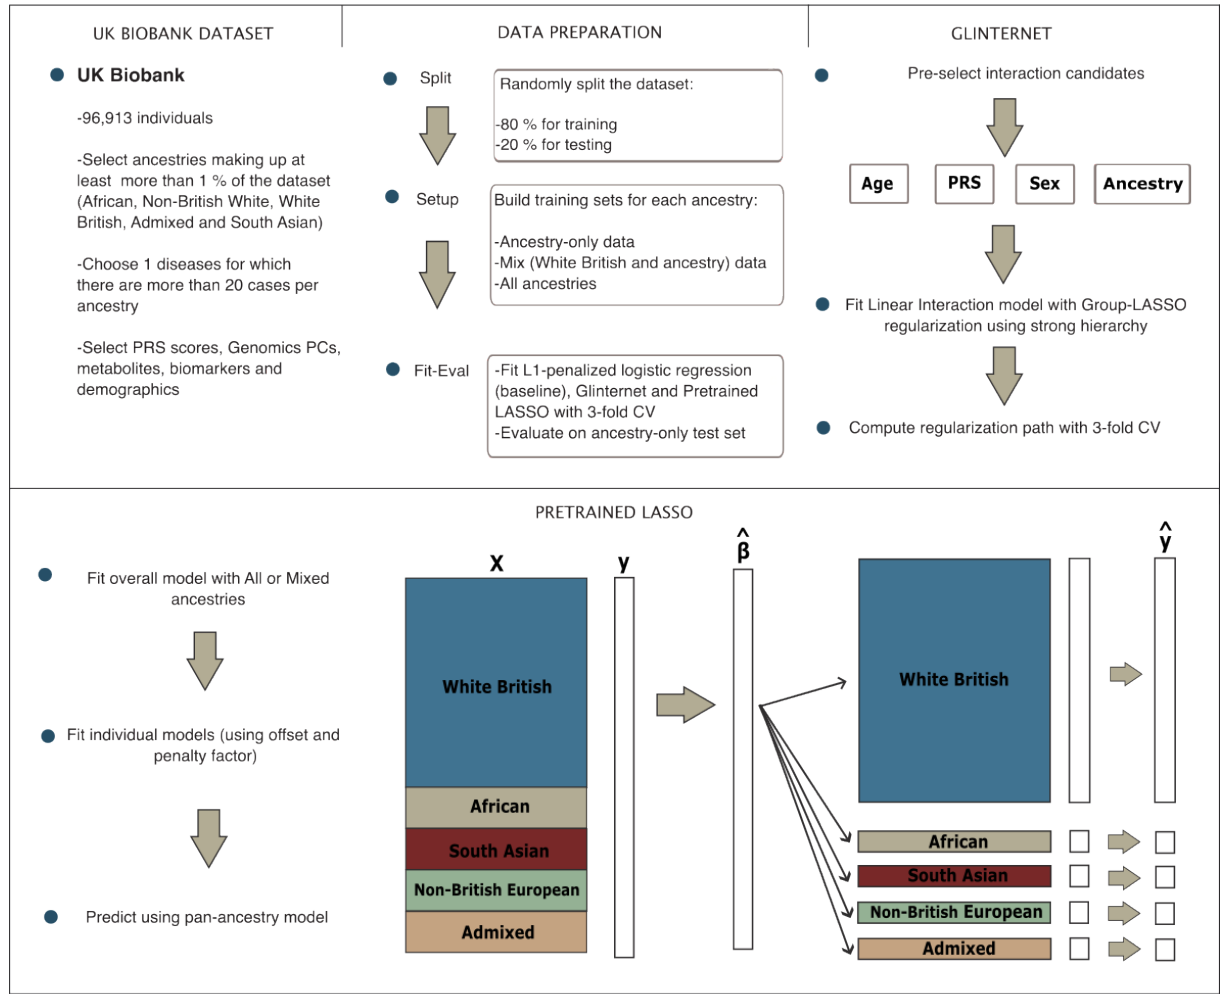 UK BIOBANK DATASET
UK Biobank
-96,913 individuals
-Select ancestries making up at
least more than 1 % of the dataset
(African, Non-British White, White
British, Admixed and South Asian)
-Choose 1 diseases for which
there are more than 20 cases per
ancestry
-Select PRS scores, Genomics PCs,
metabolites, biomarkers and
demographics
DATA PREPARATION
Split
Randomly split the dataset:
-80 % for training
-20 % for testing
Setup
Build training sets for each ancestry:
-Ancestry-only data
-Mix (White British and ancestry) data
-All ancestries
Fit-Eval
-Fit L1-penalized logistic regression
(baseline), Glinternet and Pretrained
LASSO with 3-fold CV
-Evaluate on ancestry-only test set
GLINTERNET
Pre-select interaction candidates
Age PRS Sex Ancestry
Fit Linear Interaction model with Group-LASSO
regularization using strong hierarchy
Compute regularization path with 3-fold CV
PRETRAINED LASSO
Fit overall model with All or Mixed
ancestries
Fit individual models (using offset and
penalty factor)
Predict using pan-ancestry model
X y β̂ ŷ
White British
African
South Asian
Non-British European
Admixed
White British
African
South Asian
Non-British European
Admixed